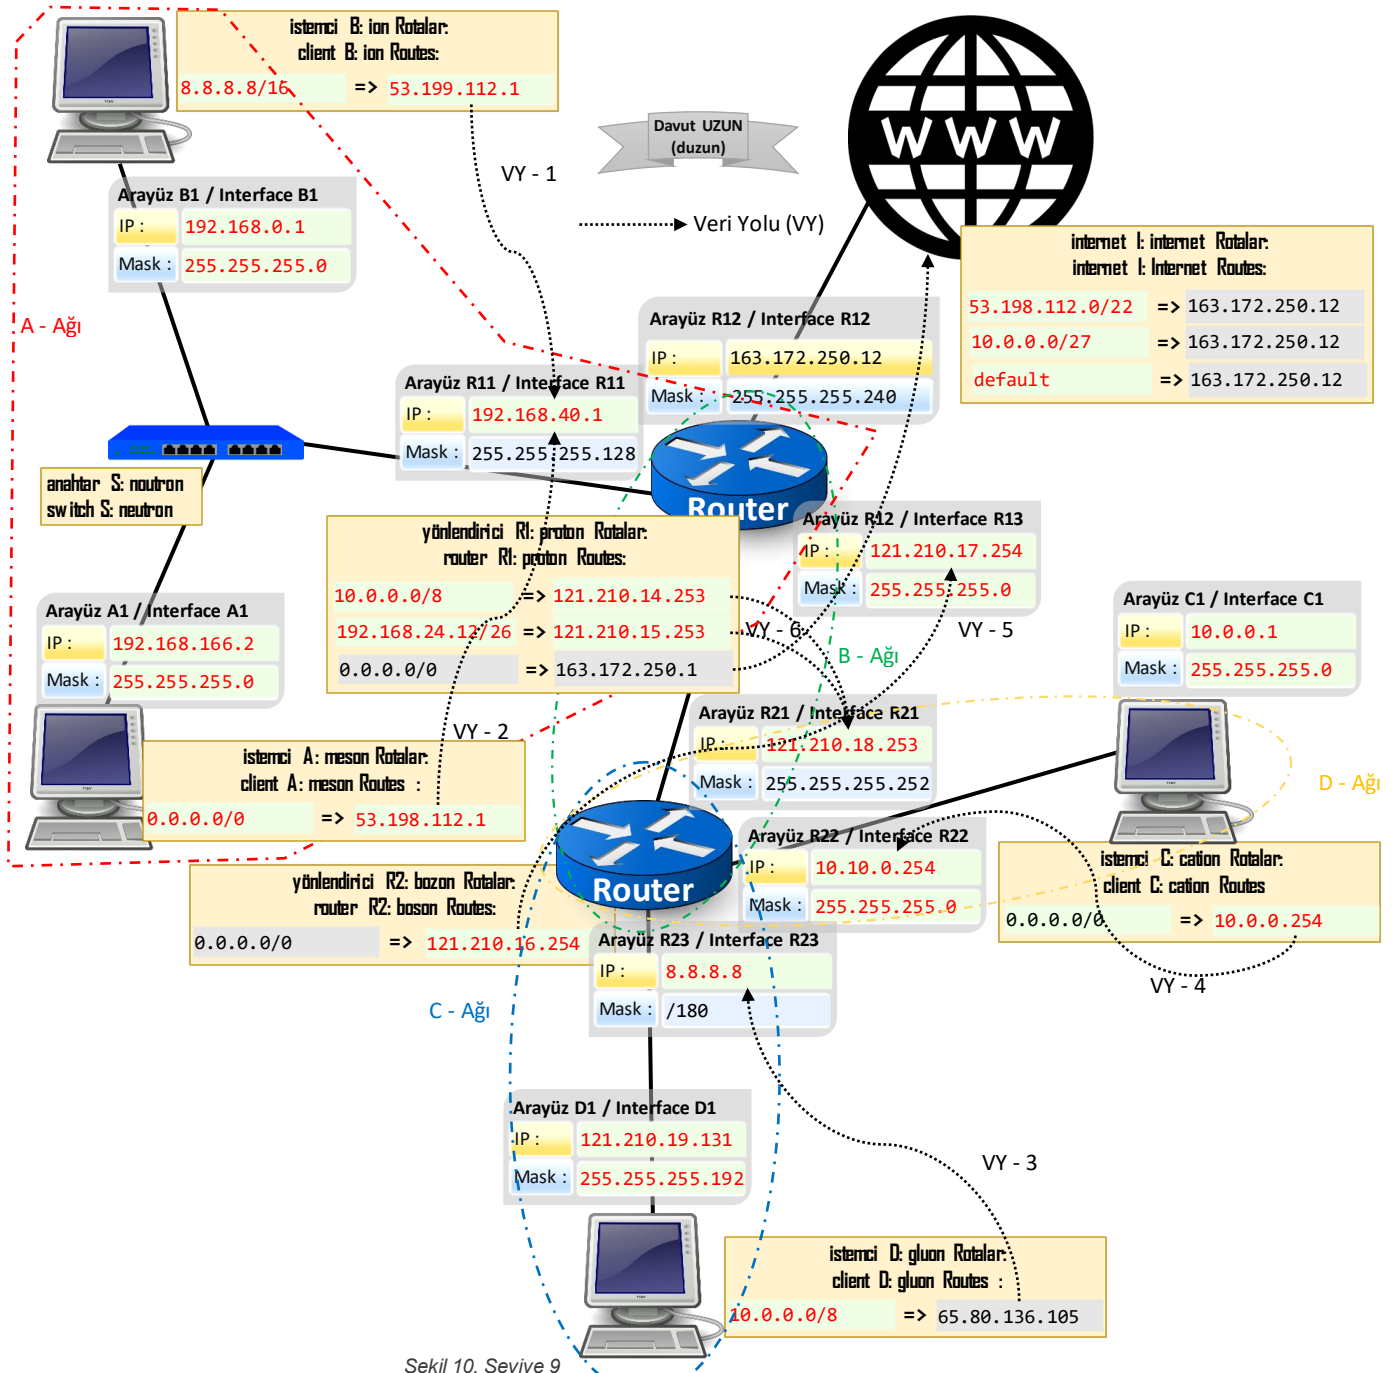 istemci B: ion Rotalar:
client B: ion Routes:
8.8.8.8/16 => 53.199.112.1
Davut UZUN
(duzun)
WWW
VY - 1
Arayüz B1 / Interface B1
IP : 192.168.0.1
Mask : 255.255.255.0
Veri Yolu (VY)
internet I: internet Rotalar:
internet I: Internet Routes:
53.198.112.0/22 => 163.172.250.12
10.0.0.0/27 => 163.172.250.12
default => 163.172.250.12
A - Ağı
Arayüz R12 / Interface R12
IP : 163.172.250.12
Mask : 255.255.255.240
Arayüz R11 / Interface R11
IP : 192.168.40.1
Mask : 255.255.255.128
anahtar S: noutron
switch S: neutron
Router
yönlendirici R1: proton Rotalar:
router R1: proton Routes:
10.0.0.0/8 => 121.210.14.253
192.168.24.12/26 => 121.210.15.253
0.0.0.0/0 => 163.172.250.1
Arayüz R12 / Interface R13
IP : 121.210.17.254
Mask : 255.255.255.0
VY - 6
VY - 5
B - Ağı
Arayüz A1 / Interface A1
IP : 192.168.166.2
Mask : 255.255.255.0
Arayüz C1 / Interface C1
IP : 10.0.0.1
Mask : 255.255.255.0
VY - 2
Arayüz R21 / Interface R21
IP : 121.210.18.253
Mask : 255.255.255.252
istemci A: meson Rotalar:
client A: meson Routes :
0.0.0.0/0 => 53.198.112.1
D - Ağı
Router
Arayüz R22 / Interface R22
IP : 10.10.0.254
Mask : 255.255.255.0
istemci C: cation Rotalar:
client C: cation Routes
0.0.0.0/0 => 10.0.0.254
VY - 4
yönlendirici R2: bozon Rotalar:
router R2: boson Routes:
0.0.0.0/0 => 121.210.16.254
Arayüz R23 / Interface R23
IP : 8.8.8.8
Mask : /180
C - Ağı
Arayüz D1 / Interface D1
IP : 121.210.19.131
Mask : 255.255.255.192
VY - 3
istemci D: gluon Rotalar:
client D: gluon Routes :
10.0.0.0/8 => 65.80.136.105
Şekil 10. Seviye 9